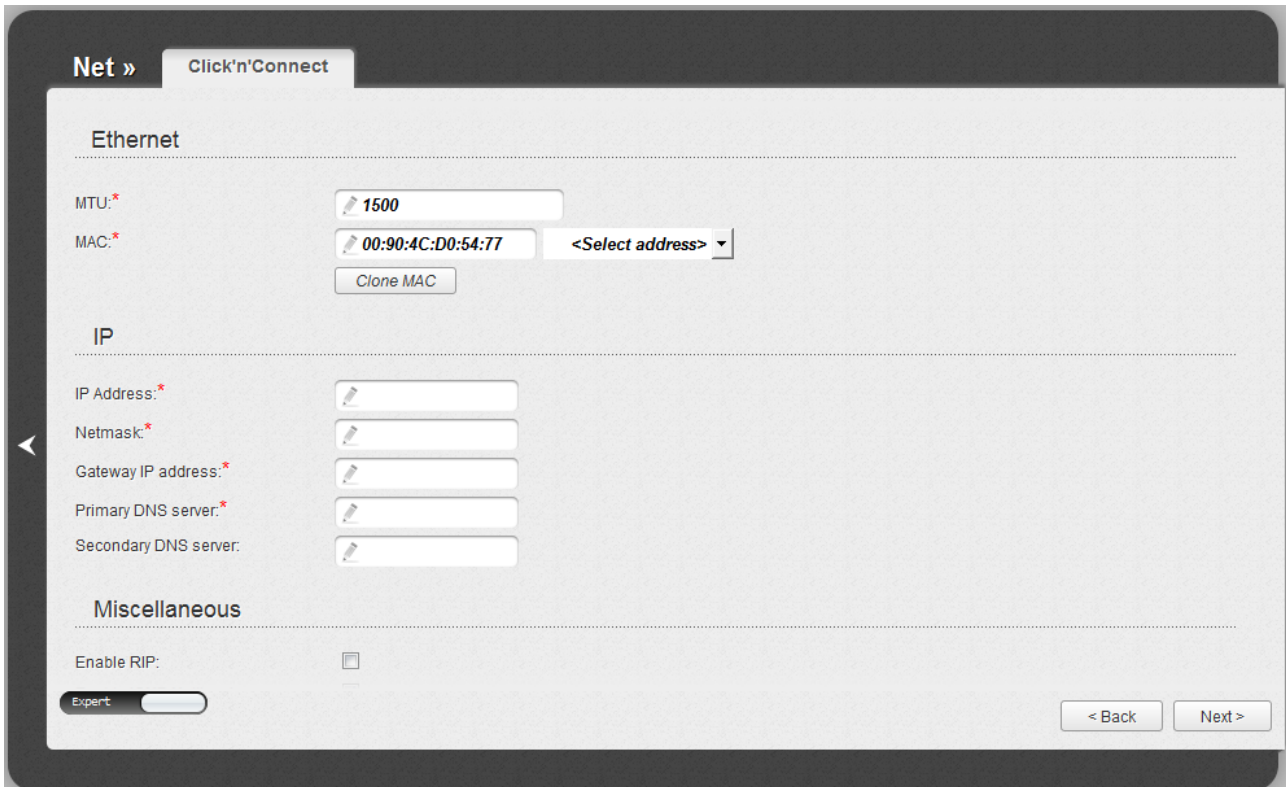 Net » Click'n'Connect
Ethernet
MTU:* 1500
MAC:* 00:90:4C:D0:54:77 <Select address>
Clone MAC
IP
IP Address:*
Netmask:*
Gateway IP address:*
Primary DNS server:*
Secondary DNS server:
Miscellaneous
Enable RIP:
Expert
< Back Next >